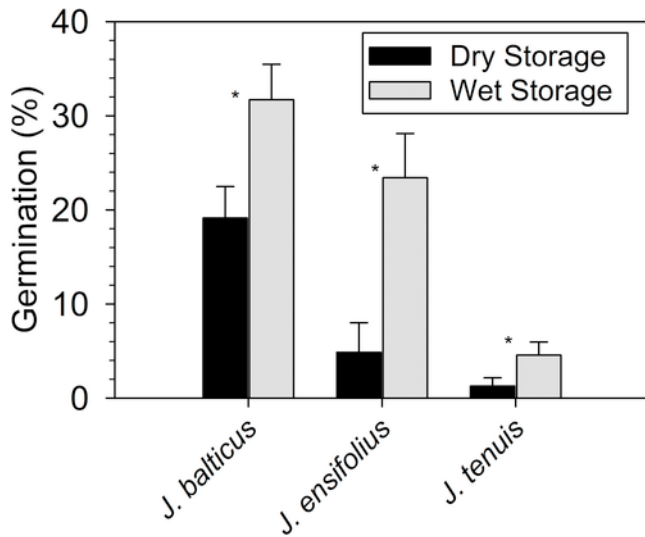 40
30
20
10
0
Germination (%)
Dry Storage
Wet Storage
*
*
*
J. balticus
J. ensifolius
J. tenuis